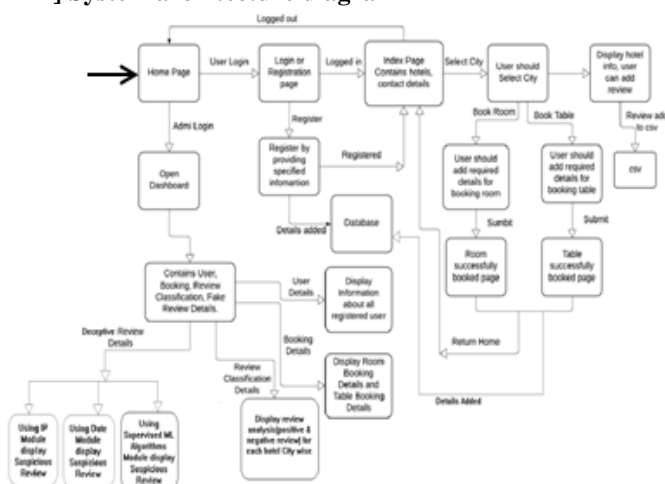 ] System architecture diagram
Logged out
Home Page
User Login
Login or
Registration
page
Logged in
Index Page
Contains hotels,
contact details
Select City
User should
Select City
Display hotel
info, user
can add
review
Admi Login
Register
Book Room
Book Table
Review add
to csv
Open
Dashboard
Register by
providing
specified
infomartion
Registered
User should
add required
details for
booking room
User should
add required
details for
booking table
csv
Details added
Database
Sumbit
Submit
Room
successfully
booked page
Table
successfully
booked page
Contains User,
Booking, Review
Classification, Fake
Review Details.
User
Details
Display
Information
about all
registered user
Return Home
Booking
Details
Deceptive Review
Details
Review
Classification
Details
Display Room
Booking
Details and
Table Booking
Details
Details Added
Using IP
Module
display
Suspicious
Review
Using Date
Module
display
Suspicious
Review
Using
Supervised ML
Algorithms
Module display
Suspicious
Review
Display review
analysis(positive &
negative review) for
each hotel City wise